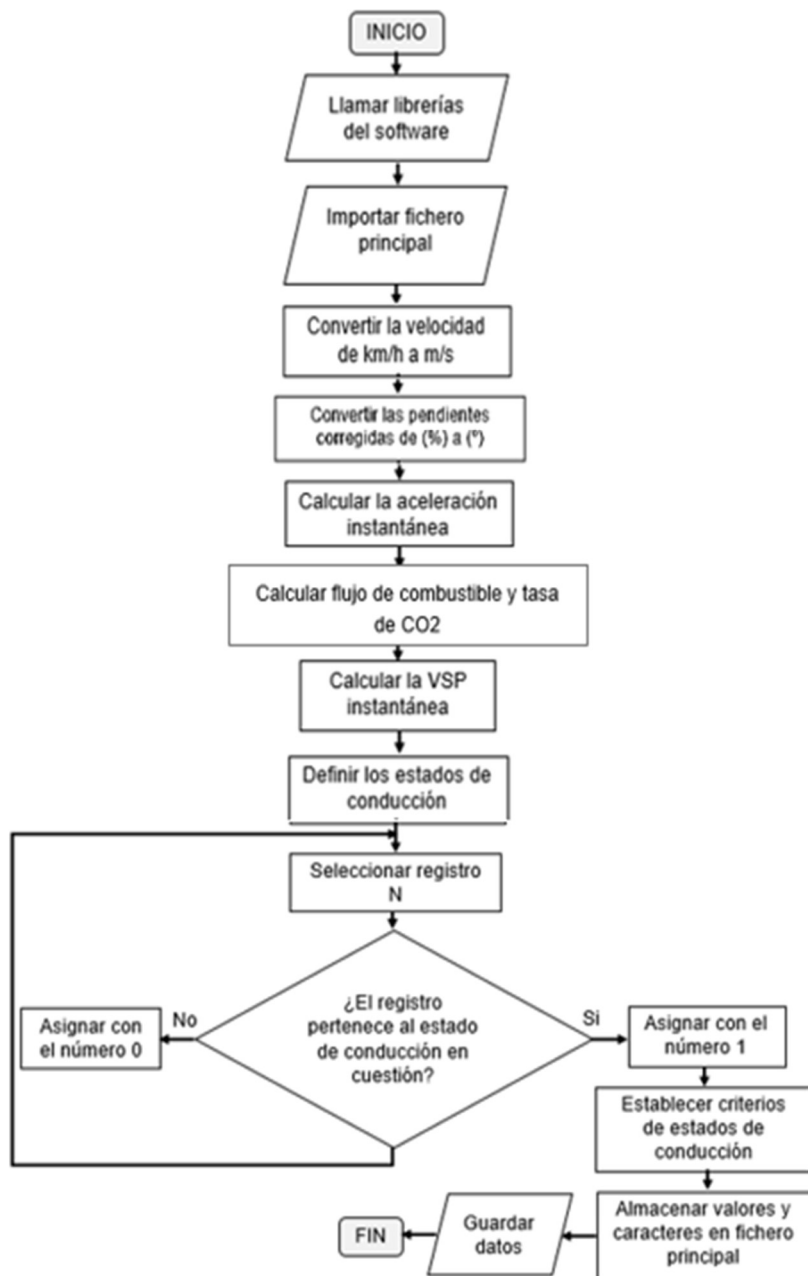 INICIO
Llamar librerías
del software
Importar fichero
principal
Convertir la velocidad
de km/h a m/s
Convertir las pendientes
corregidas de (%) a (°)
Calcular la aceleración
instantánea
Calcular flujo de combustible y tasa
de CO2
Calcular la VSP
instantánea
Definir los estados de
conducción
Seleccionar registro
N
¿El registro
pertenece al estado
de conducción en
cuestión?
No
Asignar con
el número 0
Si
Asignar con el
número 1
Establecer criterios
de estados de
conducción
Almacenar valores y
caracteres en fichero
principal
Guardar
datos
FIN